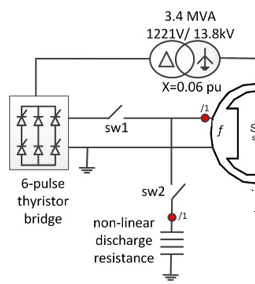 3.4 MVA
1221V/ 13.8kV
X=0.06 pu
/1
sw1
f
S
s
6-pulse
thyristor
bridge
sw2
/1
non-linear
discharge
resistance